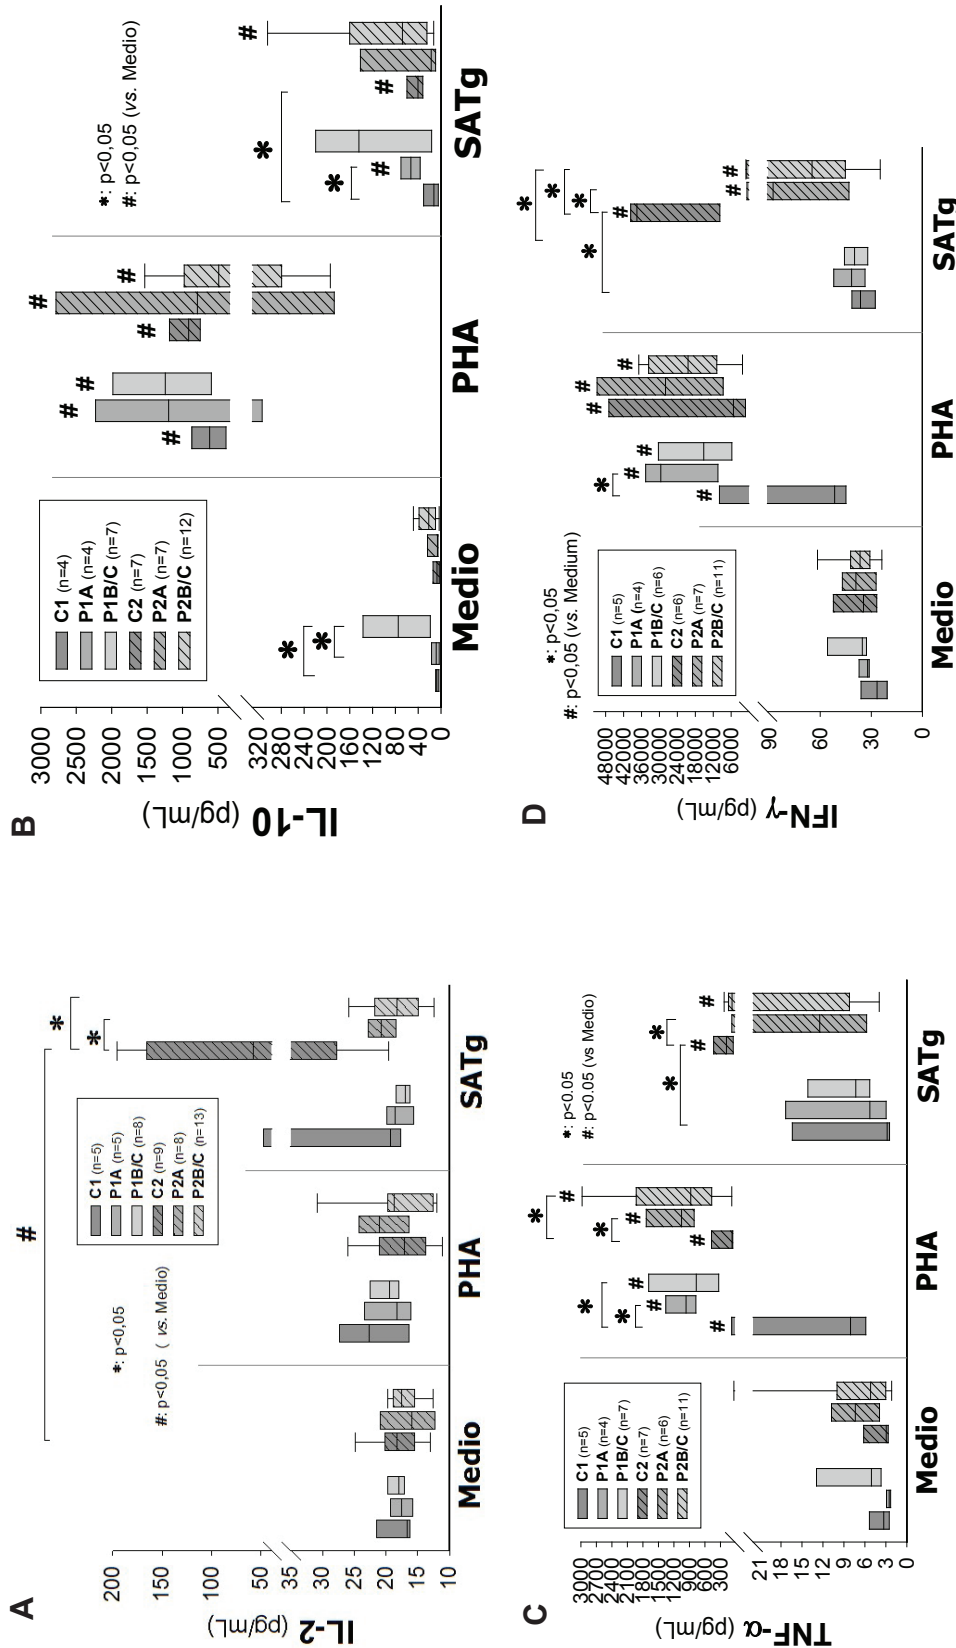 A
IL-2 (pg/mL)
200
150
100
50
35
30
25
20
15
10
#
*: p<0,05
#: p<0,05 ( vs. Medio)
C1 (n=5)
P1A (n=5)
P1B/C (n=8)
C2 (n=9)
P2A (n=8)
P2B/C (n=13)
*
*
Medio
PHA
SATg
B
IL-10 (pg/mL)
3000
2500
2000
1500
1000
500
320
280
240
200
160
120
80
40
0
C1 (n=4)
P1A (n=4)
P1B/C (n=7)
C2 (n=7)
P2A (n=7)
P2B/C (n=12)
*: p<0,05
#: p<0,05 (vs. Medio)
*
*
#
#
#
#
#
#
*
*
#
#
#
Medio
PHA
SATg
C
TNF-α (pg/mL)
3000
2700
2400
2100
1800
1500
1200
900
600
300
21
18
15
12
9
6
3
0
C1 (n=5)
P1A (n=4)
P1B/C (n=7)
C2 (n=7)
P2A (n=6)
P2B/C (n=11)
*: p<0.05
#: p<0.05 (vs Medio)
#
*
*
#
#
#
*
#
*
#
*
#
*
#
Medio
PHA
SATg
D
IFN-γ (pg/mL)
48000
42000
36000
30000
24000
18000
12000
6000
90
60
30
0
*: p<0,05
#: p<0,05 (vs. Medium)
C1 (n=5)
P1A (n=4)
P1B/C (n=6)
C2 (n=6)
P2A (n=7)
P2B/C (n=11)
#
*
#
#
#
#
#
*
*
*
*
#
#
#
Medio
PHA
SATg